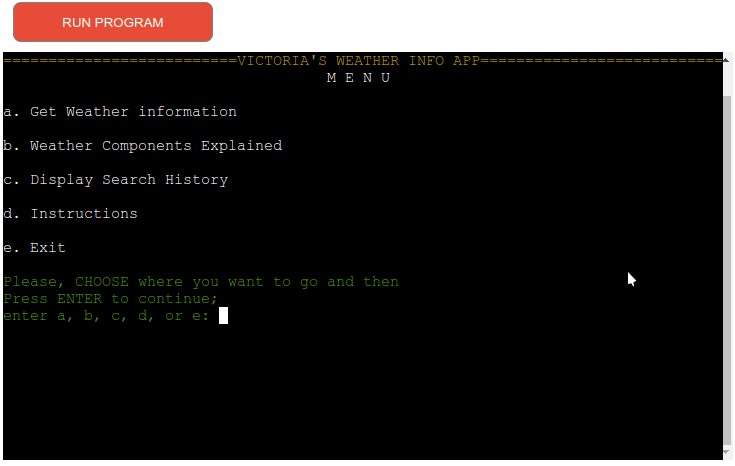 RUN PROGRAM
==========================VICTORIA'S WEATHER INFO APP===========================
M E N U
a. Get Weather information
b. Weather Components Explained
c. Display Search History
d. Instructions
e. Exit
Please, CHOOSE where you want to go and then
Press ENTER to continue;
enter a, b, c, d, or e: